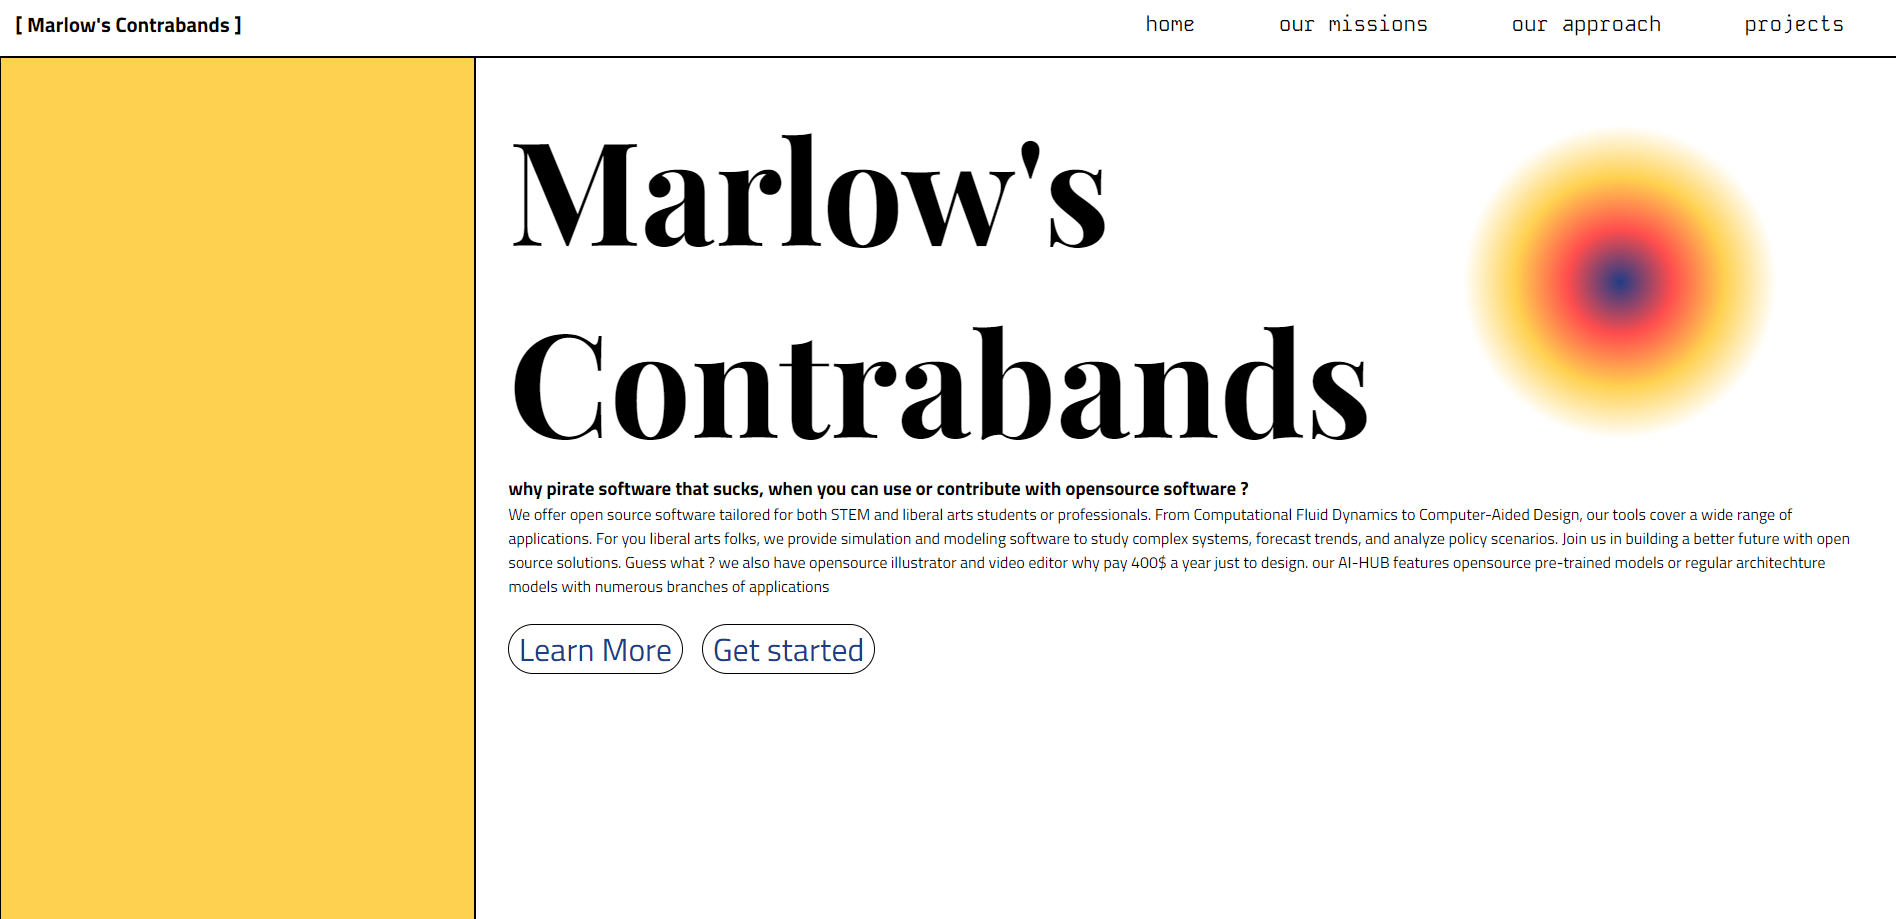 [ Marlow's Contrabands ]
home our missions our approach projects
Marlow's
Contrabands
why pirate software that sucks, when you can use or contribute with opensource software ?
We offer open source software tailored for both STEM and liberal arts students or professionals. From Computational Fluid Dynamics to Computer-Aided Design, our tools cover a wide range of
applications. For you liberal arts folks, we provide simulation and modeling software to study complex systems, forecast trends, and analyze policy scenarios. Join us in building a better future with open
source solutions. Guess what ? we also have opensource illustrator and video editor why pay 400$ a year just to design. our AI-HUB features opensource pre-trained models or regular architechture
models with numerous branches of applications
Learn More Get started